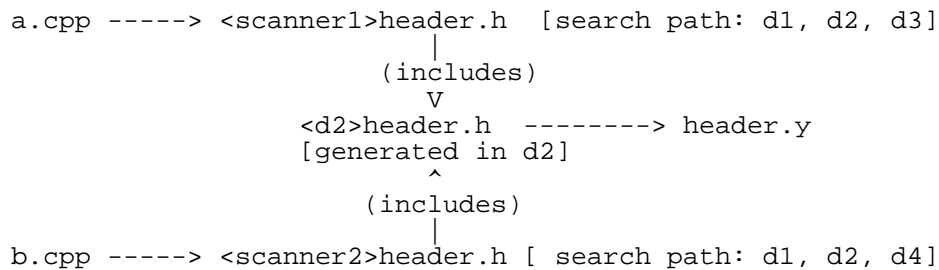 a.cpp -----> <scanner1>header.h  [search path: d1, d2, d3]
|
(includes)
V
<d2>header.h  --------> header.y
[generated in d2]
^
(includes)
|
b.cpp -----> <scanner2>header.h [ search path: d1, d2, d4]